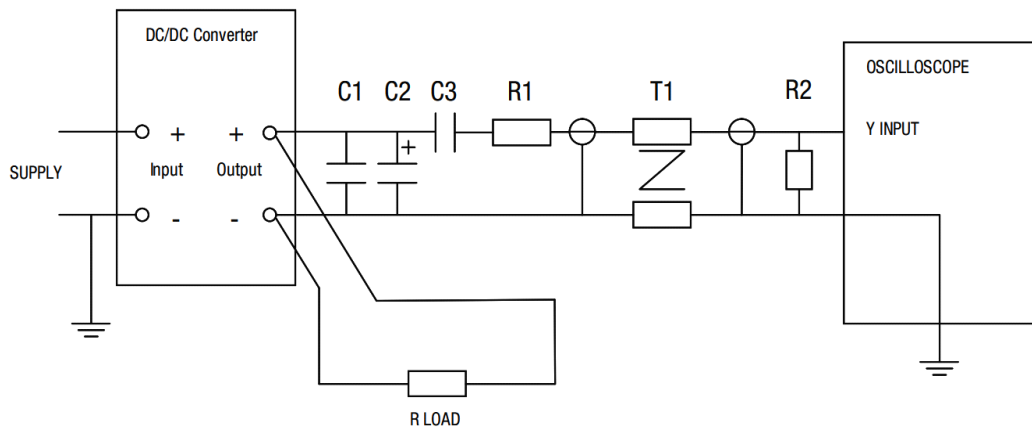 DC/DC Converter
OSCILLOSCOPE
C1 C2 C3 R1 T1 R2
+ + + Y INPUT
SUPPLY Input Output
- -
R LOAD